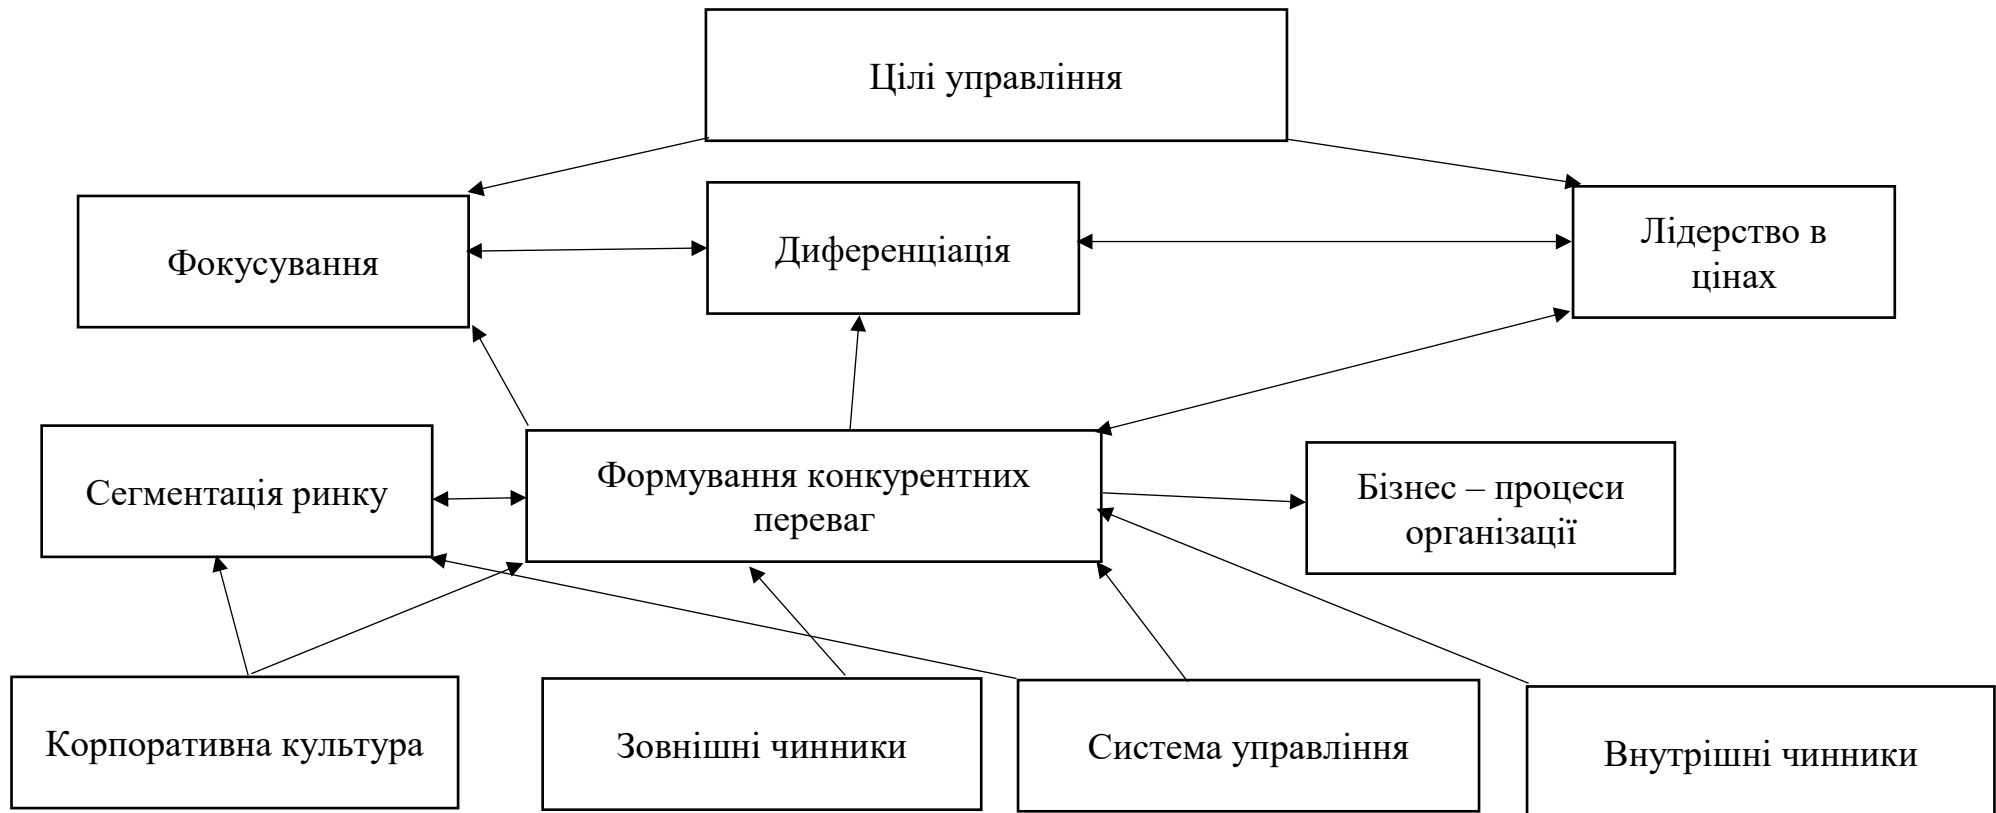 Цілі управління
Фокусування
Диференціація
Лідерство в
цінах
Сегментація ринку
Формування конкурентних
переваг
Бізнес – процеси
організації
Корпоративна культура
Зовнішні чинники
Система управління
Внутрішні чинники